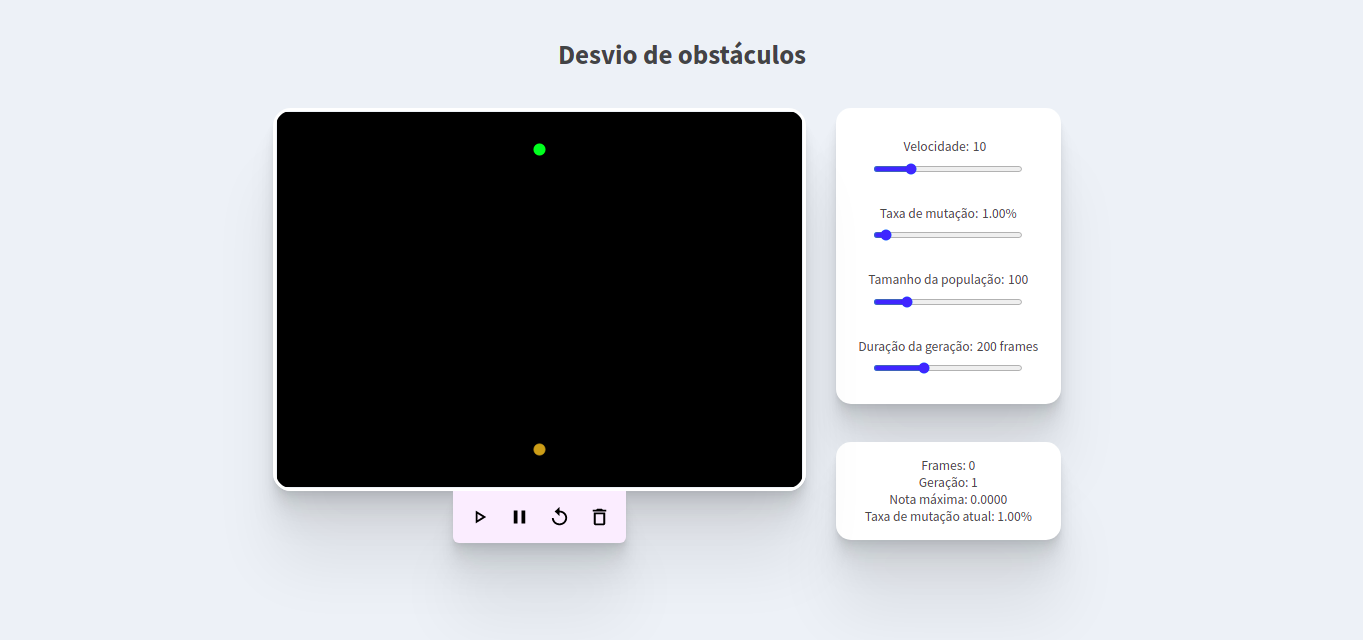 Desvio de obstáculos
Velocidade: 10
Taxa de mutação: 1.00%
Tamanho da população: 100
Duração da geração: 200 frames
Frames: 0
Geração: 1
Nota máxima: 0.0000
Taxa de mutação atual: 1.00%